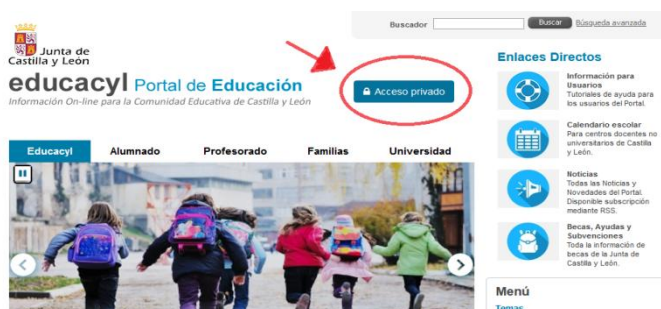 Buscador
Buscar
Búsqueda avanzada
Junta de
Castilla y León
educacyl Portal de Educación
Información On-line para la Comunidad Educativa de Castilla y León
Acceso privado
Educacyl
Alumnado
Profesorado
Familias
Universidad
Enlaces Directos
Información para
Usuarios
Tutoriales de ayuda para
los usuarios del Portal.
Calendario escolar
Para centros docentes no
universitarios de Castilla
y León.
Noticias
Todas las Noticias y
Novedades del Portal.
Disponible subscripción
mediante RSS.
Becas, Ayudas y
Subvenciones
Toda la información de
becas de la Junta de
Castilla y León.
Menú
Temas